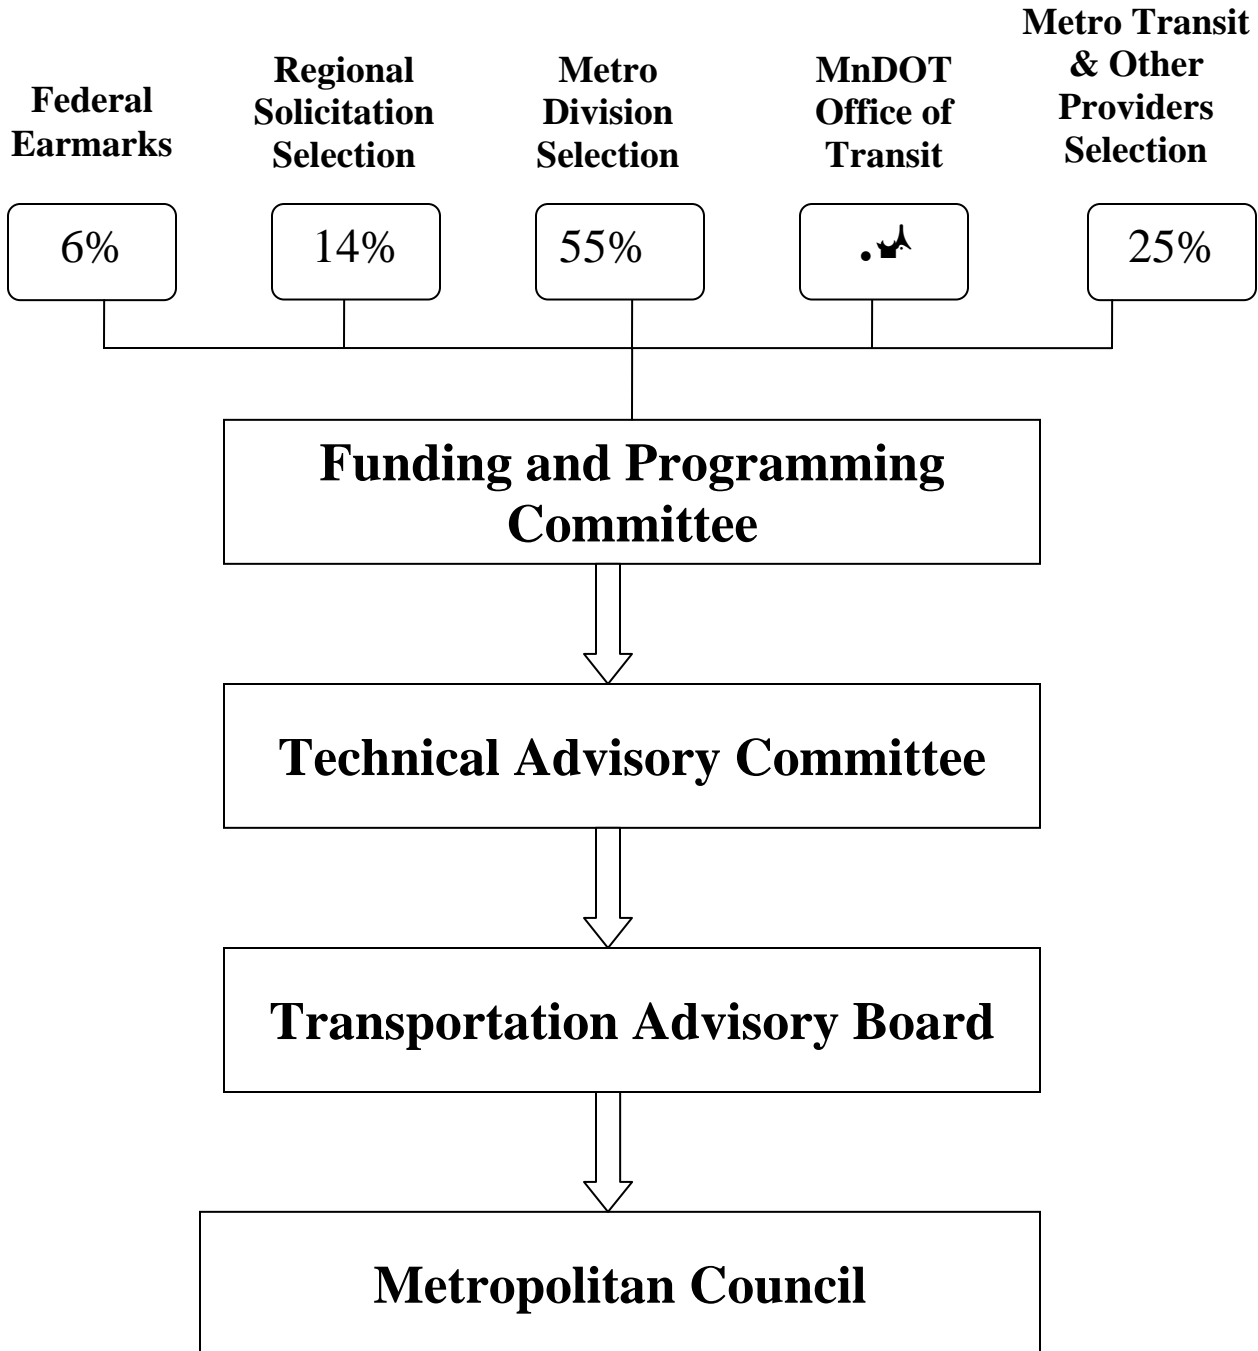 Federal
Earmarks
Regional
Solicitation
Selection
Metro
Division
Selection
MnDOT
Office of
Transit
Metro Transit
& Other
Providers
Selection
6%
14%
55%
25%
Funding and Programming
Committee
Technical Advisory Committee
Transportation Advisory Board
Metropolitan Council